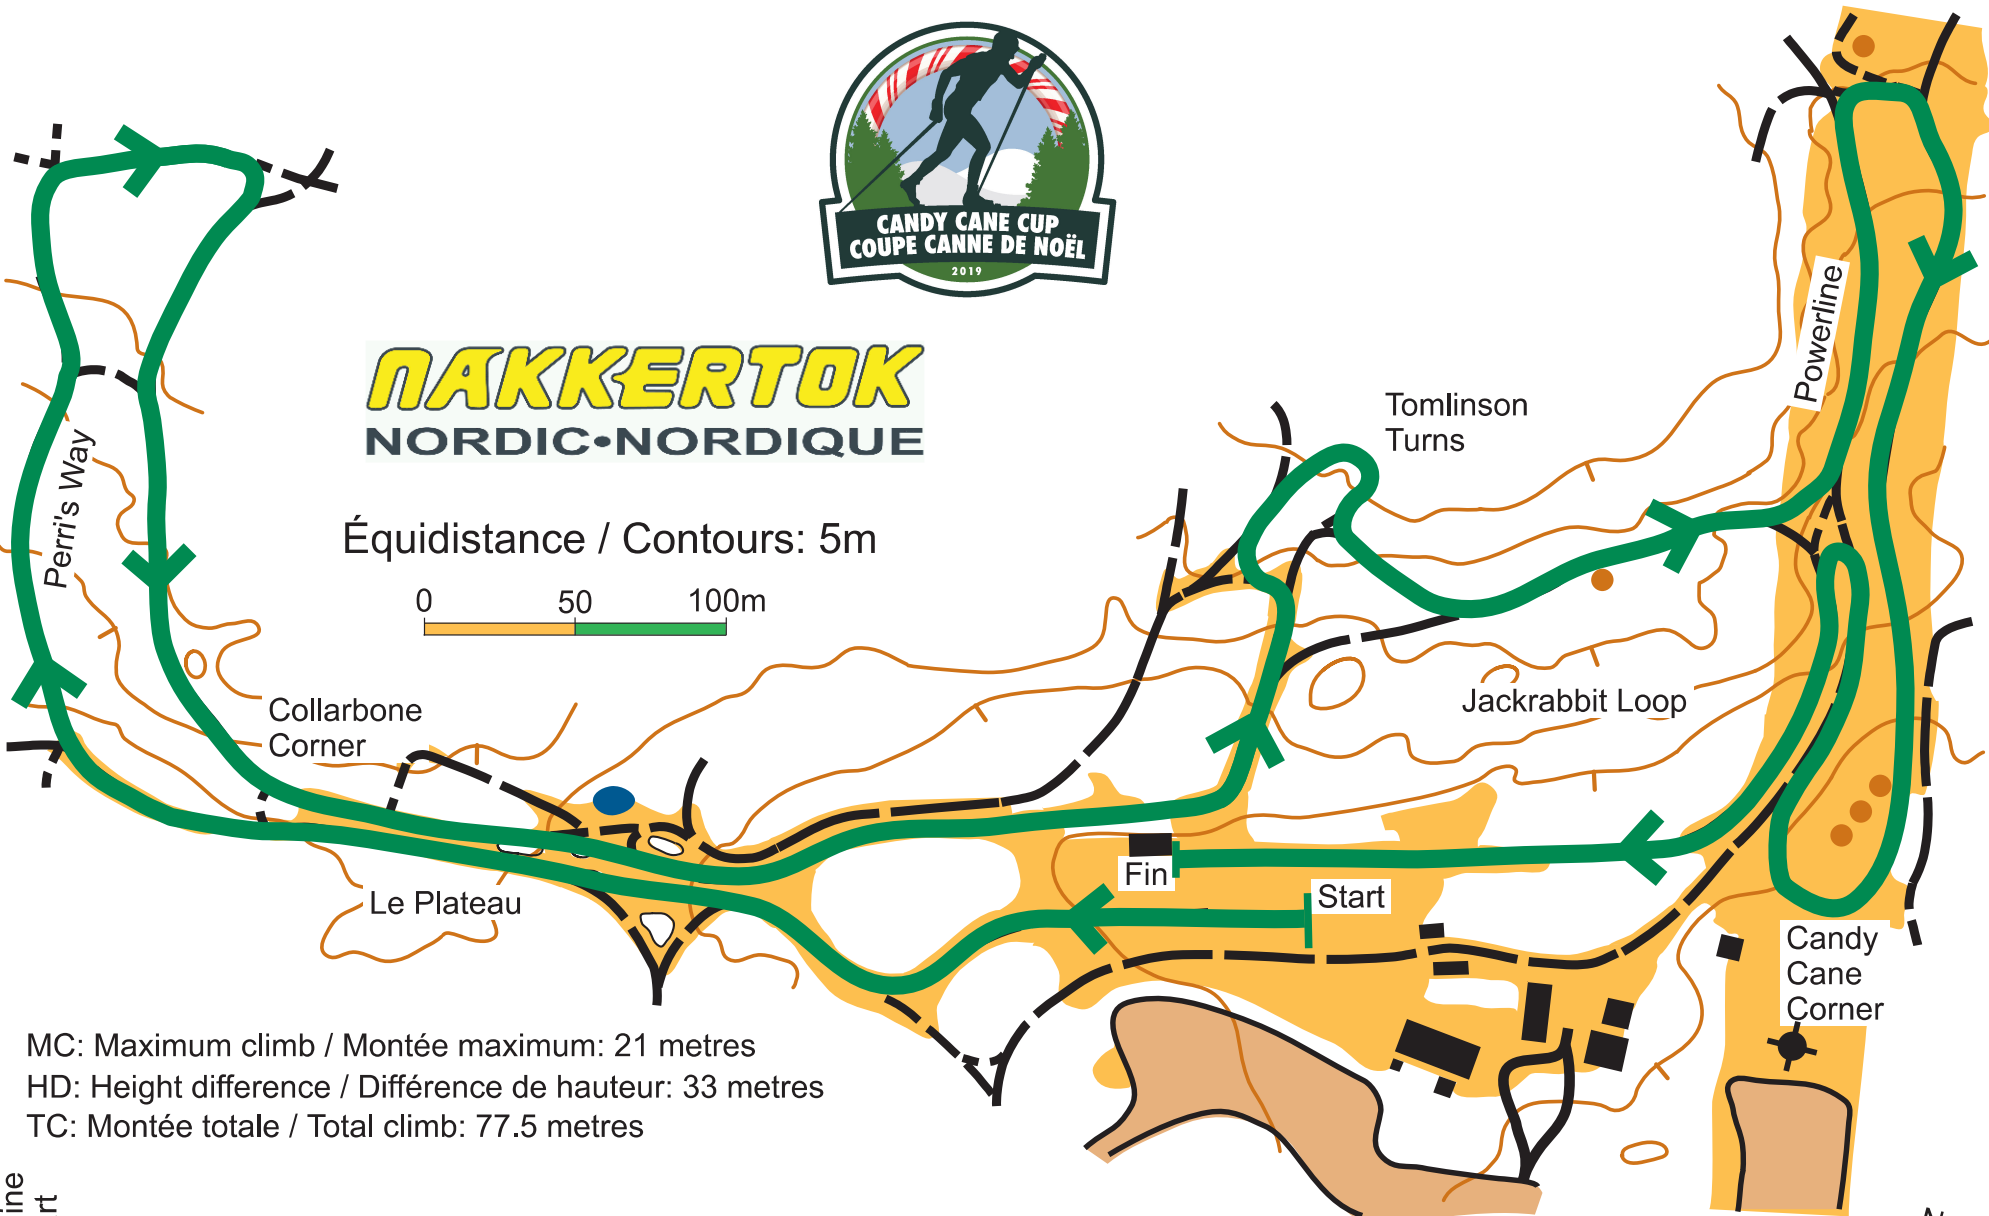 CANDY CANE CUP
COUPE CANNE DE NOËL
2019
NAKKERTOK
NORDIC•NORDIQUE
Équidistance / Contours: 5m
0 50 100m
Perri's Way
Collarbone
Corner
Le Plateau
Tomlinson
Turns
Powerline
Jackrabbit Loop
Fin
Start
Candy
Cane
Corner
MC: Maximum climb / Montée maximum: 21 metres
HD: Height difference / Différence de hauteur: 33 metres
TC: Montée totale / Total climb: 77.5 metres
ine
rt